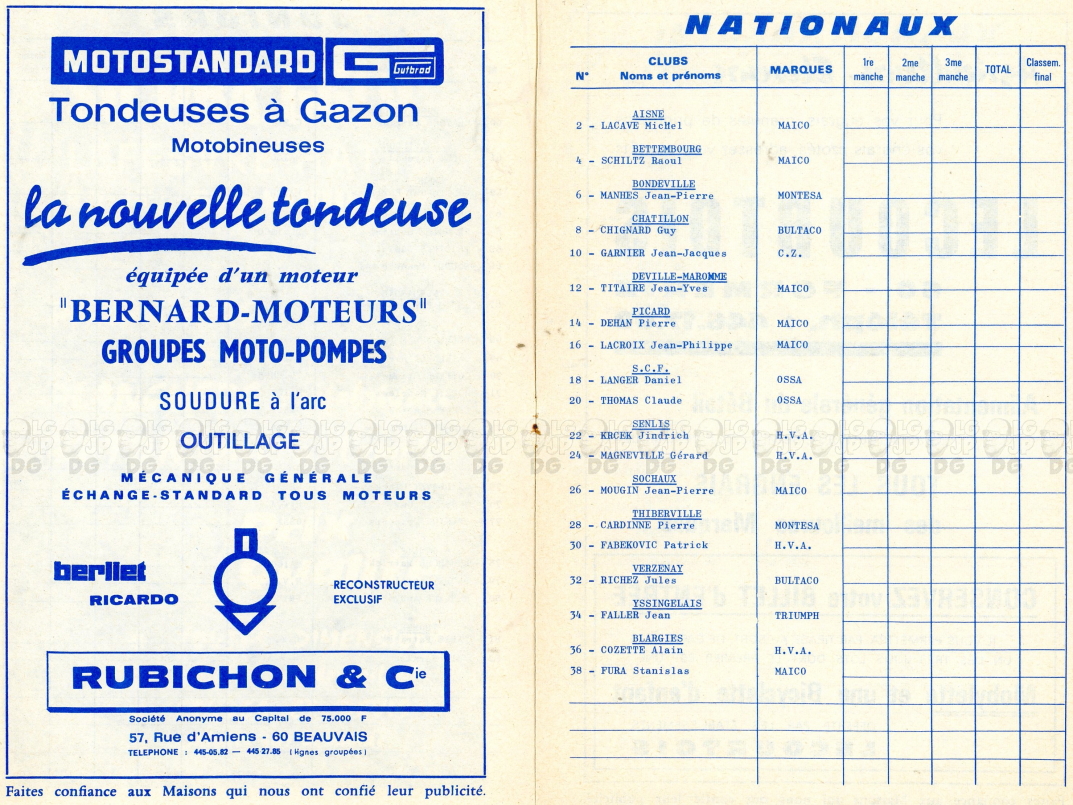 MOTOSTANDARD G Gutbrod
Tondeuses à Gazon
Motobineuses
la nouvelle tondeuse
équipée d'un moteur
"BERNARD-MOTEURS"
GROUPES MOTO-POMPES
SOUDURE à l'arc
OUTILLAGE
MÉCANIQUE GÉNÉRALE
ÉCHANGE-STANDARD TOUS MOTEURS
berliet
RICARDO
RECONSTRUCTEUR
EXCLUSIF
RUBICHON & Cie
Société Anonyme au Capital de 75.000 F
57, Rue d'Amiens - 60 BEAUVAIS
TELEPHONE : 445-05.82 — 445 27.85 (lignes groupées)
Faites confiance aux Maisons qui nous ont confié leur publicité.
NATIONAUX
N° CLUBS Noms et prénoms MARQUES 1re manche 2me manche 3me manche TOTAL Classem. final
AISNE
2 - LACAVE Michel MAICO
BETTEMBOURG
4 - SCHILTZ Raoul MAICO
BONDEVILLE
6 - MANHES Jean-Pierre MONTESA
CHATILLON
8 - CHIGNARD Guy BULTACO
10 - GARNIER Jean-Jacques C.Z.
DEVILLE-MAROMME
12 - TITAIRE Jean-Yves MAICO
PICARD
14 - DEHAN Pierre MAICO
16 - LACROIX Jean-Philippe MAICO
S.C.F.
18 - LANGER Daniel OSSA
20 - THOMAS Claude OSSA
SENLIS
22 - KRCEK Jindrich H.V.A.
24 - MAGNEVILLE Gérard H.V.A.
SOCHAUX
26 - MOUGIN Jean-Pierre MAICO
THIBERVILLE
28 - CARDINNE Pierre MONTESA
30 - FABEKOVIC Patrick H.V.A.
VERZENAY
32 - RICHEZ Jules BULTACO
YSSINGELAIS
34 - FALLER Jean TRIUMPH
BLARGIES
36 - COZETTE Alain H.V.A.
38 - FURA Stanislas MAICO